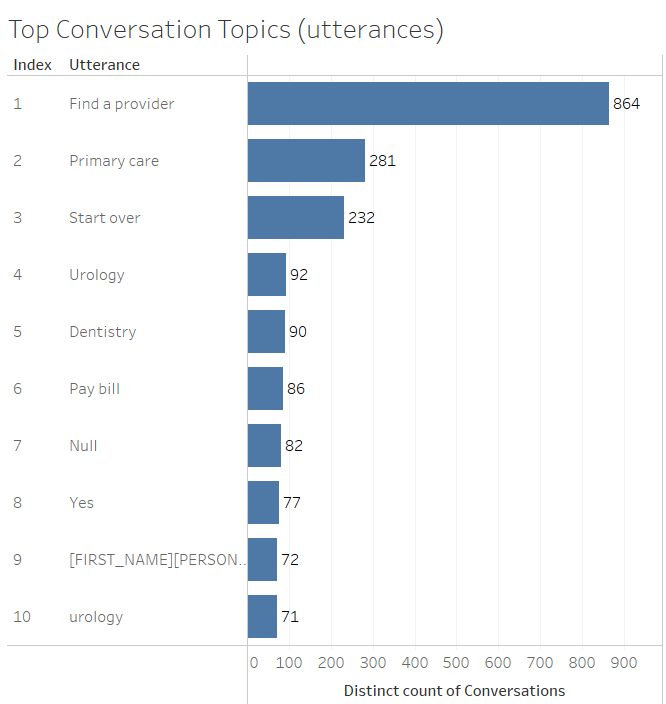 Top Conversation Topics (utterances)
Index Utterance
1 Find a provider 864
2 Primary care 281
3 Start over 232
4 Urology 92
5 Dentistry 90
6 Pay bill 86
7 Null 82
8 Yes 77
9 [FIRST_NAME][PERSON.. 72
10 urology 71
0 100 200 300 400 500 600 700 800 900
Distinct count of Conversations